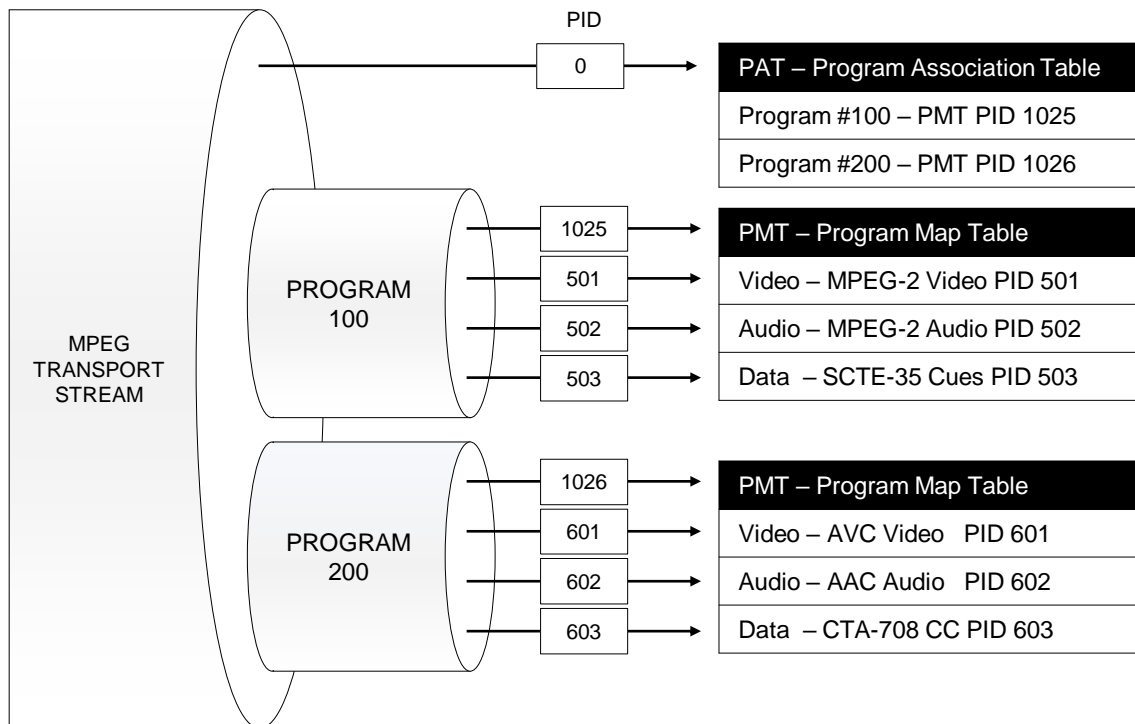 PID
0
PAT – Program Association Table
Program #100 – PMT PID 1025
Program #200 – PMT PID 1026
MPEG
TRANSPORT
STREAM
PROGRAM
100
1025
PMT – Program Map Table
501
Video – MPEG-2 Video PID 501
502
Audio – MPEG-2 Audio PID 502
503
Data – SCTE-35 Cues PID 503
PROGRAM
200
1026
PMT – Program Map Table
601
Video – AVC Video PID 601
602
Audio – AAC Audio PID 602
603
Data – CTA-708 CC PID 603